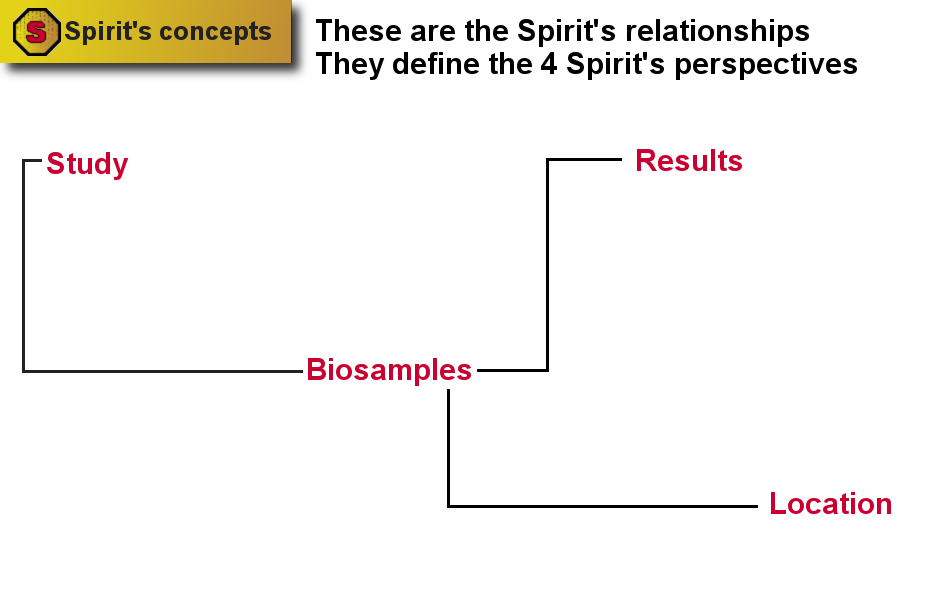 S
Spirit's concepts
These are the Spirit's relationships
They define the 4 Spirit's perspectives
Study
Results
Biosamples
Location